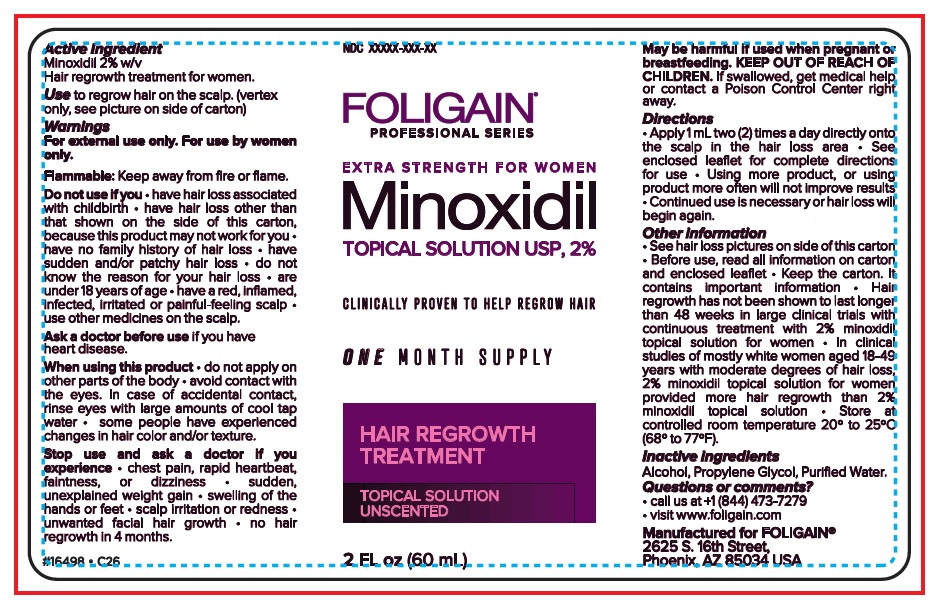 Active ingredient
Minoxidil 2% w/v
Hair regrowth treatment for women.
Use to regrow hair on the scalp. (vertex
only, see picture on side of carton)
Warnings
For external use only. For use by women
only.
Flammable: Keep away from fire or flame.
Do not use if you • have hair loss associated
with childbirth • have hair loss other than
that shown on the side of this carton,
because this product may not work for you •
have no family history of hair loss • have
sudden and/or patchy hair loss • do not
know the reason for your hair loss • are
under 18 years of age • have a red, inflamed,
infected, irritated or painful-feeling scalp •
use other medicines on the scalp.
Ask a doctor before use if you have
heart disease.
When using this product • do not apply on
other parts of the body • avoid contact with
the eyes. In case of accidental contact,
rinse eyes with large amounts of cool tap
water • some people have experienced
changes in hair color and/or texture.
Stop use and ask a doctor if you
experience • chest pain, rapid heartbeat,
faintness, or dizziness • sudden,
unexplained weight gain • swelling of the
hands or feet • scalp irritation or redness •
unwanted facial hair growth • no hair
regrowth in 4 months.
#16498 • C26
NDC XXXXX-XXX-XX
FOLIGAIN®
PROFESSIONAL SERIES
EXTRA STRENGTH FOR WOMEN
Minoxidil
TOPICAL SOLUTION USP, 2%
CLINICALLY PROVEN TO HELP REGROW HAIR
ONE MONTH SUPPLY
HAIR REGROWTH
TREATMENT
TOPICAL SOLUTION
UNSCENTED
2 FL oz (60 mL)
May be harmful if used when pregnant or
breastfeeding. KEEP OUT OF REACH OF
CHILDREN. If swallowed, get medical help
or contact a Poison Control Center right
away.
Directions
• Apply 1 mL two (2) times a day directly onto
the scalp in the hair loss area • See
enclosed leaflet for complete directions
for use • Using more product, or using
product more often will not improve results
• Continued use is necessary or hair loss will
begin again.
Other information
• See hair loss pictures on side of this carton
• Before use, read all information on carton
and enclosed leaflet • Keep the carton. It
contains important information • Hair
regrowth has not been shown to last longer
than 48 weeks in large clinical trials with
continuous treatment with 2% minoxidil
topical solution for women • In clinical
studies of mostly white women aged 18-49
years with moderate degrees of hair loss,
2% minoxidil topical solution for women
provided more hair regrowth than 2%
minoxidil topical solution • Store at
controlled room temperature 20° to 25°C
(68° to 77°F).
Inactive ingredients
Alcohol, Propylene Glycol, Purified Water.
Questions or comments?
• call us at +1 (844) 473-7279
• visit www.foligain.com
Manufactured for FOLIGAIN®
2625 S. 16th Street,
Phoenix, AZ 85034 USA